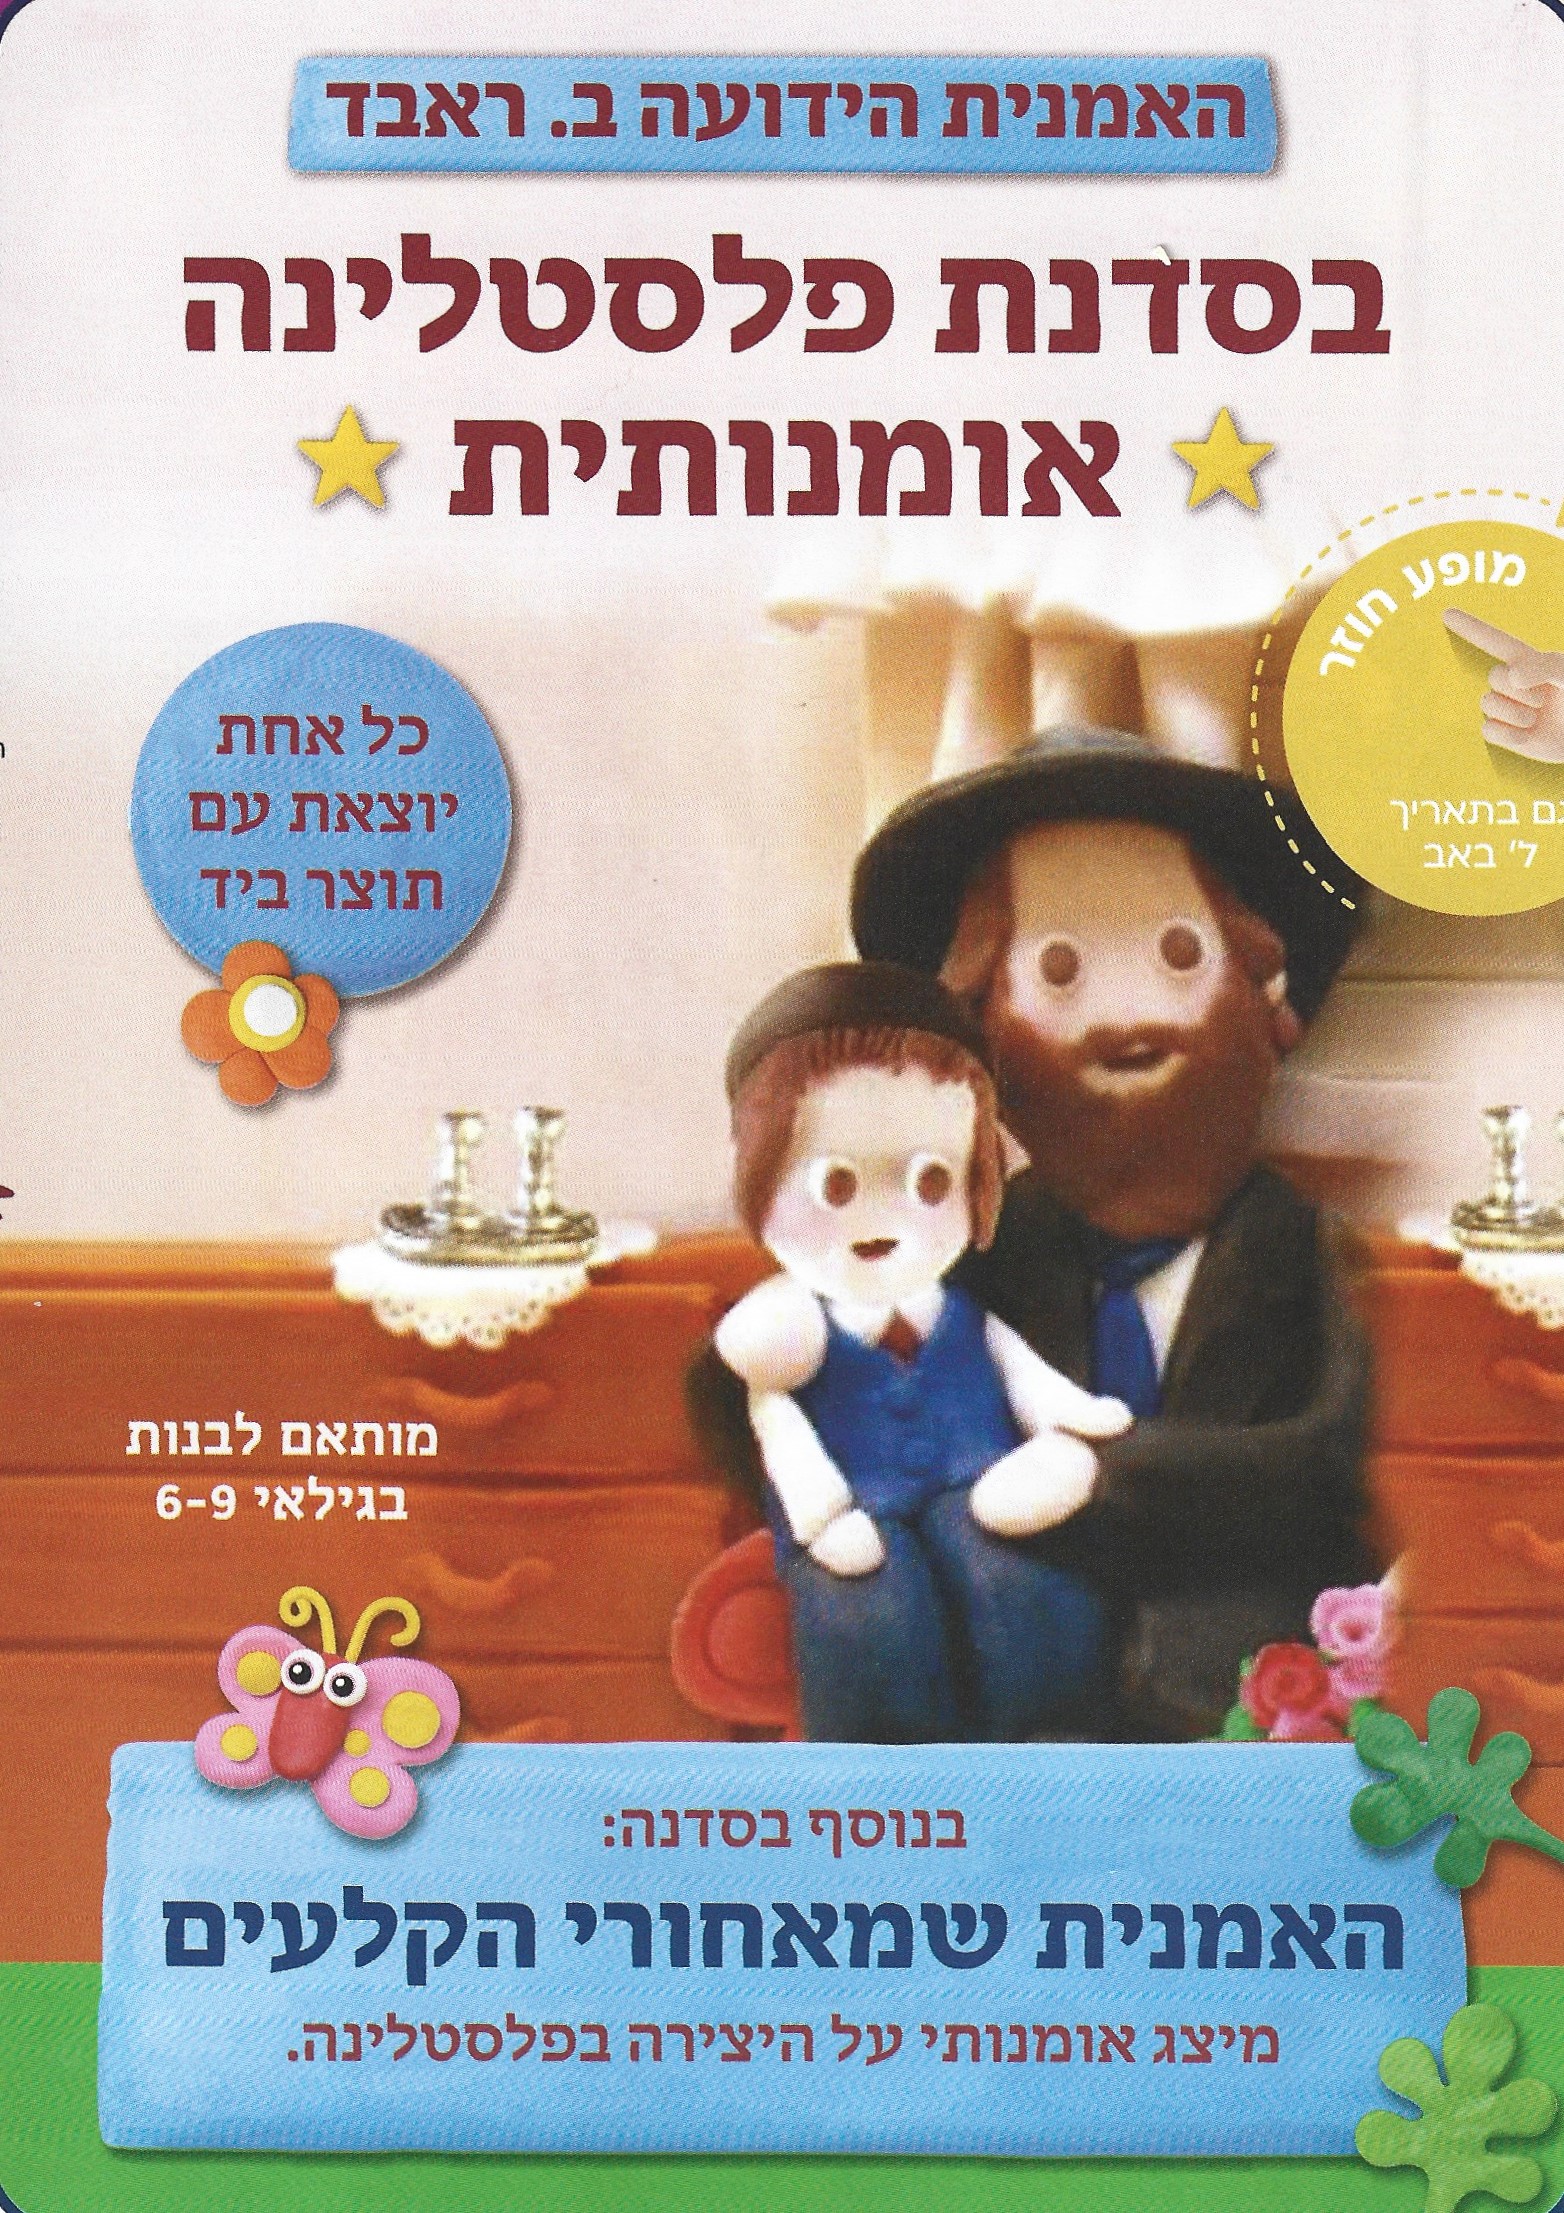 האמנית הידועה ב. ראבד
בסדנת פלסטלינה
אומנותית
מופע חוזר
גם בתאריך
ל' באב
כל אחת
יוצאת עם
תוצר ביד
מותאם לבנות
בגילאי 6-9
בנוסף בסדנה:
האמנית שמאחורי הקלעים
מיצג אומנותי על היצירה בפלסטלינה.